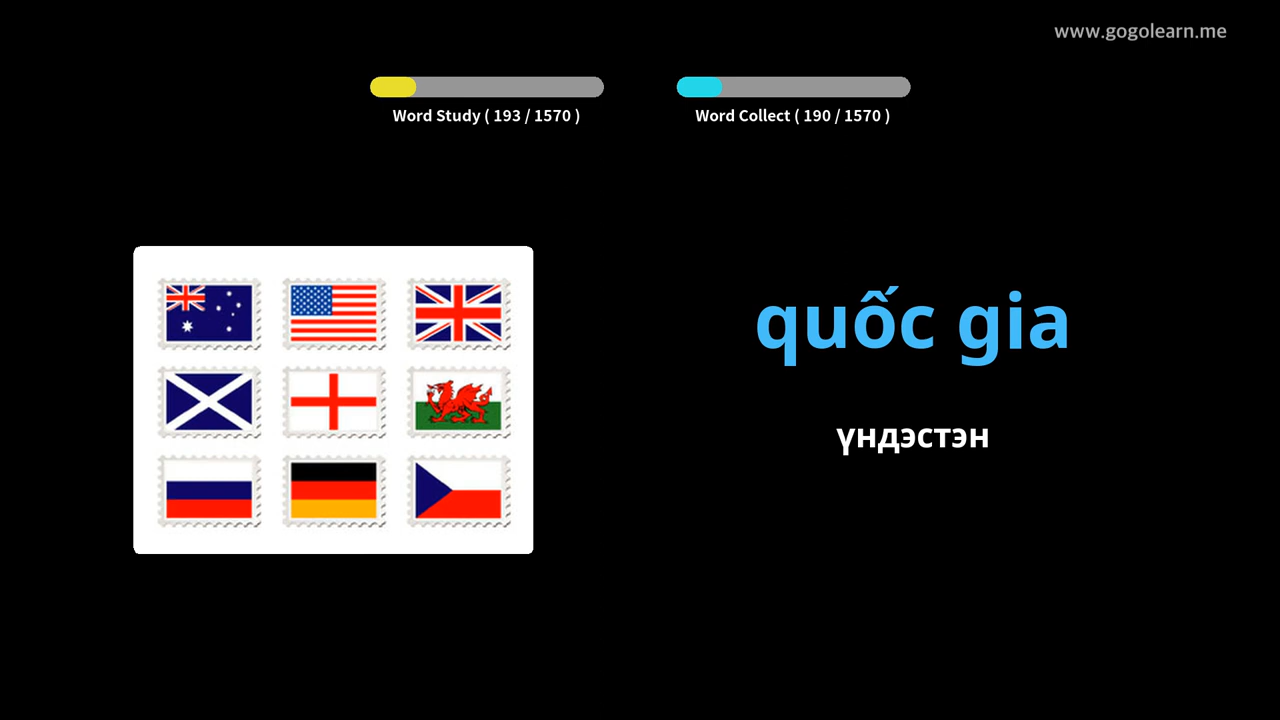 www.gogolearn.me
Word Study ( 193 / 1570 )
Word Collect ( 190 / 1570 )
quốc gia
үндэстэн